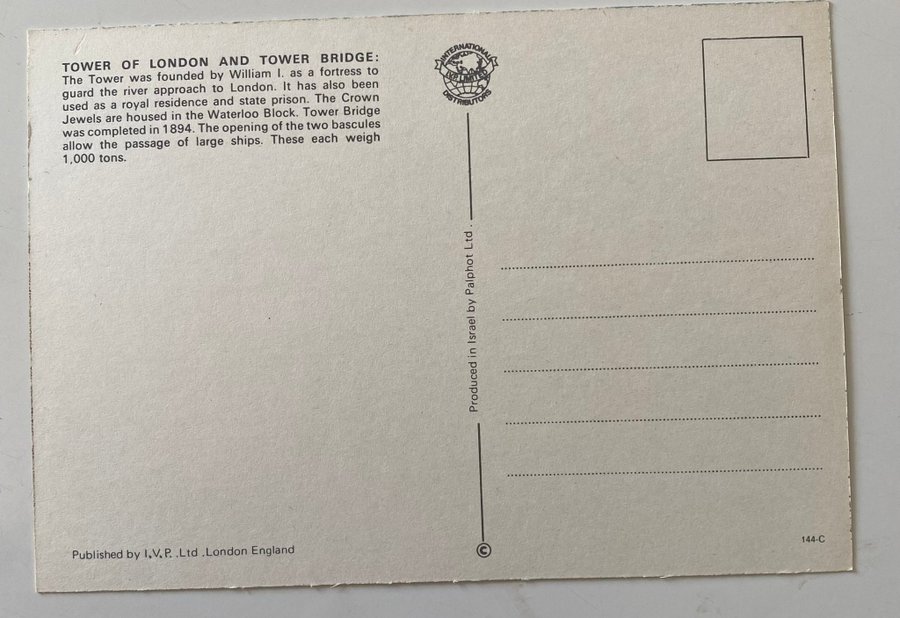 TOWER OF LONDON AND TOWER BRIDGE:
The Tower was founded by William I. as a fortress to
guard the river approach to London. It has also been
used as a royal residence and state prison. The Crown
Jewels are housed in the Waterloo Block. Tower Bridge
was completed in 1894. The opening of the two bascules
allow the passage of large ships. These each weigh
1,000 tons.
INTERNATIONAL
LIMITED
DISTRIBUTORS
Produced in Israel by Palphot Ltd.
Published by I.V.P. .Ltd .London England
©
144-C